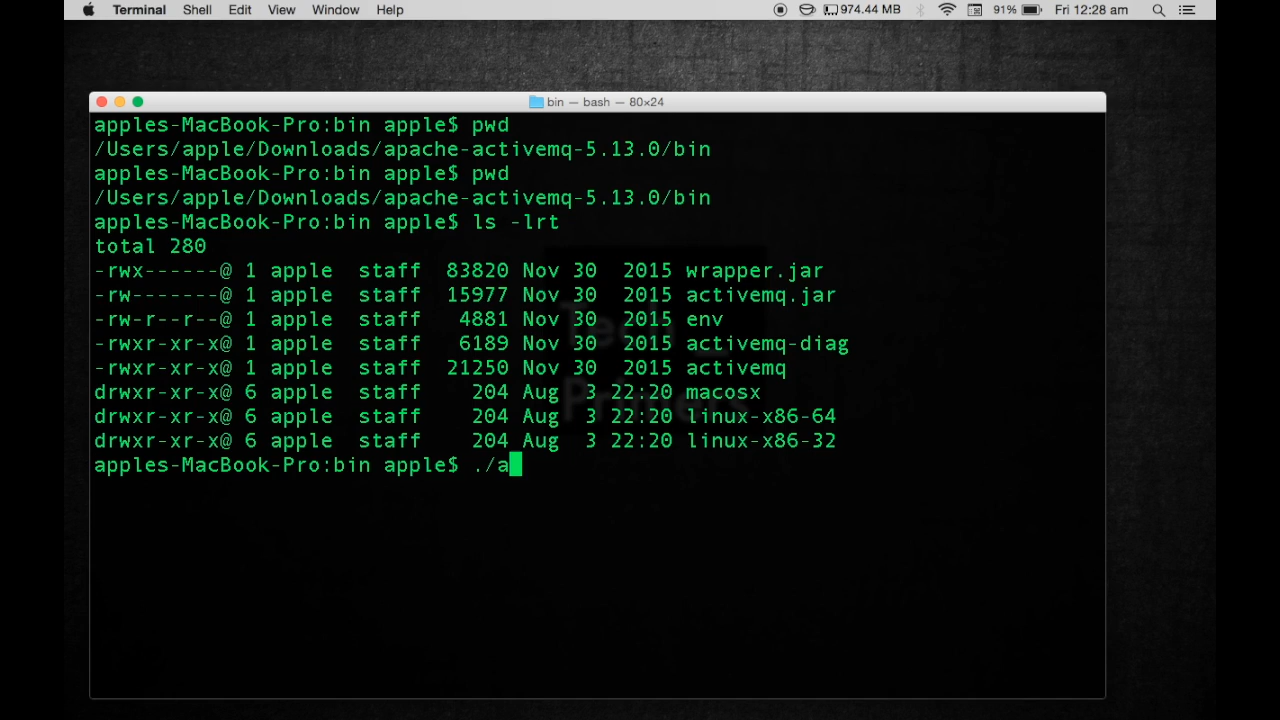 Terminal Shell Edit View Window Help 974.44 MB 91% Fri 12:28 am
bin — bash — 80×24
apples-MacBook-Pro:bin apple$ pwd
/Users/apple/Downloads/apache-activemq-5.13.0/bin
apples-MacBook-Pro:bin apple$ pwd
/Users/apple/Downloads/apache-activemq-5.13.0/bin
apples-MacBook-Pro:bin apple$ ls -lrt
total 280
-rwx------@ 1 apple  staff  83820 Nov 30  2015 wrapper.jar
-rw-------@ 1 apple  staff  15977 Nov 30  2015 activemq.jar
-rw-r--r--@ 1 apple  staff   4881 Nov 30  2015 env
-rwxr-xr-x@ 1 apple  staff   6189 Nov 30  2015 activemq-diag
-rwxr-xr-x@ 1 apple  staff  21250 Nov 30  2015 activemq
drwxr-xr-x@ 6 apple  staff    204 Aug  3 22:20 macosx
drwxr-xr-x@ 6 apple  staff    204 Aug  3 22:20 linux-x86-64
drwxr-xr-x@ 6 apple  staff    204 Aug  3 22:20 linux-x86-32
apples-MacBook-Pro:bin apple$ ./a
Tech _
Primers